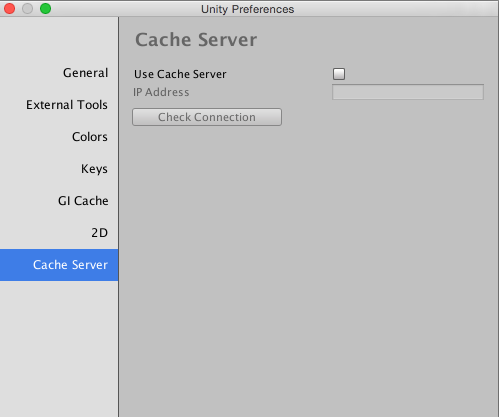 Unity Preferences
General
External Tools
Colors
Keys
GI Cache
2D
Cache Server
Cache Server
Use Cache Server
IP Address
Check Connection